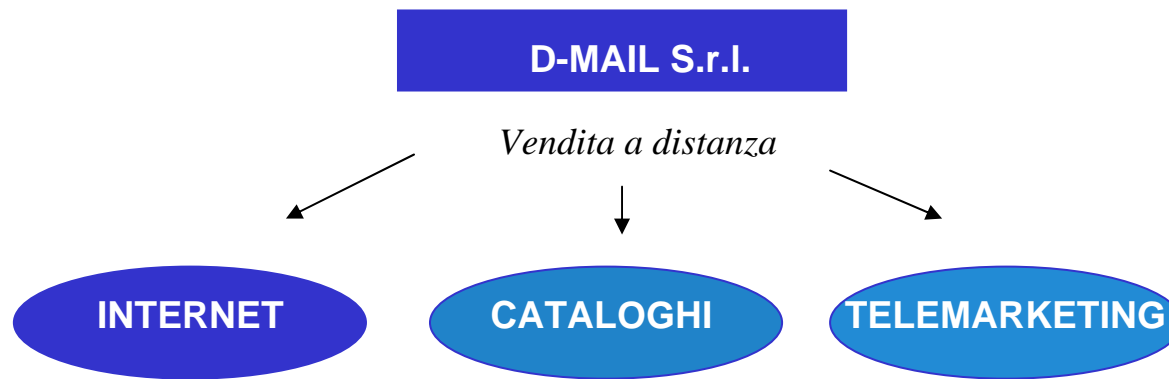 D-MAIL S.r.l.
Vendita a distanza
INTERNET
CATALOGHI
TELEMARKETING